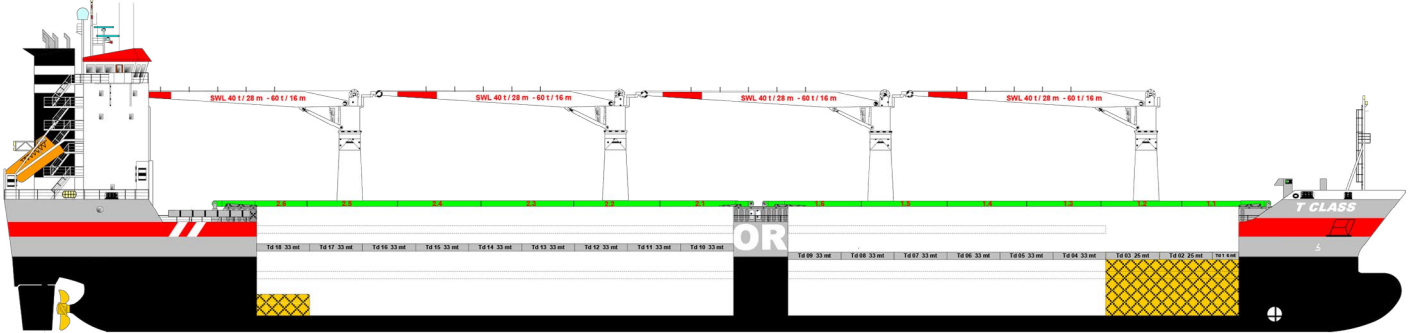 SWL 40 t / 28 m - 60 t / 16 m SWL 40 t / 28 m - 60 t / 16 m SWL 40 t / 28 m - 60 t / 16 m SWL 40 t / 28 m - 60 t / 16 m
2.6 2.5 2.4 2.3 2.2 2.1 1.6 1.5 1.4 1.3 1.2 1.1
T CLASS
OR
Td 18 33 mt Td 17 33 mt Td 16 33 mt Td 15 33 mt Td 14 33 mt Td 13 33 mt Td 12 33 mt Td 11 33 mt Td 10 33 mt
Td 09 33 mt Td 08 33 mt Td 07 33 mt Td 06 33 mt Td 05 33 mt Td 04 33 mt Td 03 25 mt Td 02 25 mt